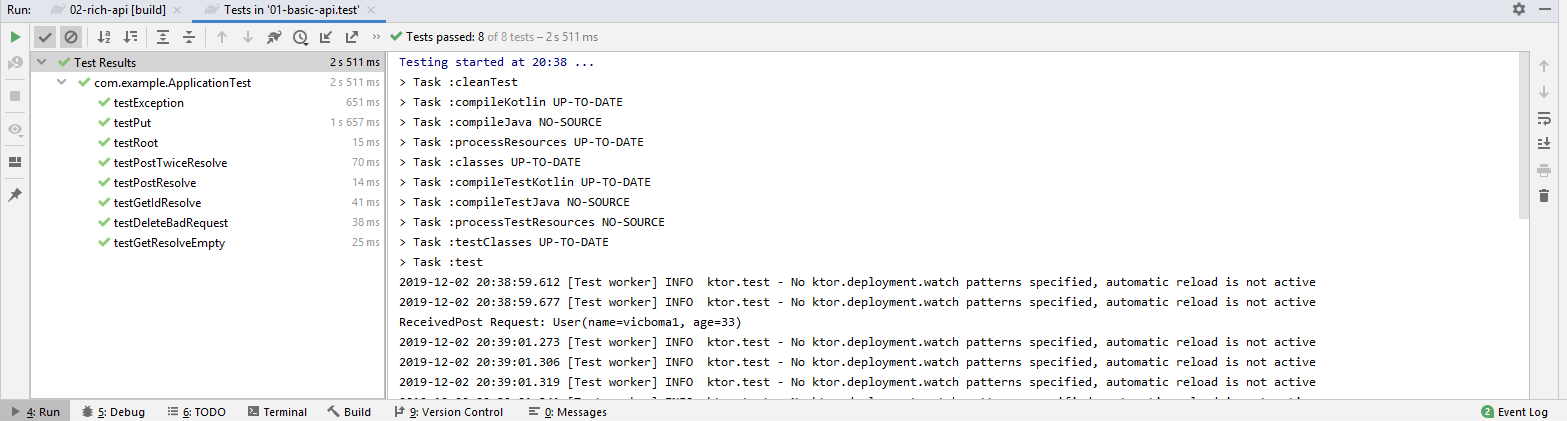 Run: 02-rich-api [build] × Tests in '01-basic-api.test' ×
Tests passed: 8 of 8 tests – 2 s 511 ms
Test Results 2 s 511 ms
com.example.ApplicationTest 2 s 511 ms
testException 651 ms
testPut 1 s 657 ms
testRoot 15 ms
testPostTwiceResolve 70 ms
testPostResolve 14 ms
testGetIdResolve 41 ms
testDeleteBadRequest 38 ms
testGetResolveEmpty 25 ms
Testing started at 20:38 ...
> Task :cleanTest
> Task :compileKotlin UP-TO-DATE
> Task :compileJava NO-SOURCE
> Task :processResources UP-TO-DATE
> Task :classes UP-TO-DATE
> Task :compileTestKotlin UP-TO-DATE
> Task :compileTestJava NO-SOURCE
> Task :processTestResources NO-SOURCE
> Task :testClasses UP-TO-DATE
> Task :test
2019-12-02 20:38:59.612 [Test worker] INFO  ktor.test - No ktor.deployment.watch patterns specified, automatic reload is not active
2019-12-02 20:38:59.677 [Test worker] INFO  ktor.test - No ktor.deployment.watch patterns specified, automatic reload is not active
ReceivedPost Request: User(name=vicboma1, age=33)
2019-12-02 20:39:01.273 [Test worker] INFO  ktor.test - No ktor.deployment.watch patterns specified, automatic reload is not active
2019-12-02 20:39:01.306 [Test worker] INFO  ktor.test - No ktor.deployment.watch patterns specified, automatic reload is not active
2019-12-02 20:39:01.319 [Test worker] INFO  ktor.test - No ktor.deployment.watch patterns specified, automatic reload is not active
4: Run 5: Debug 6: TODO Terminal Build 9: Version Control 0: Messages 2 Event Log